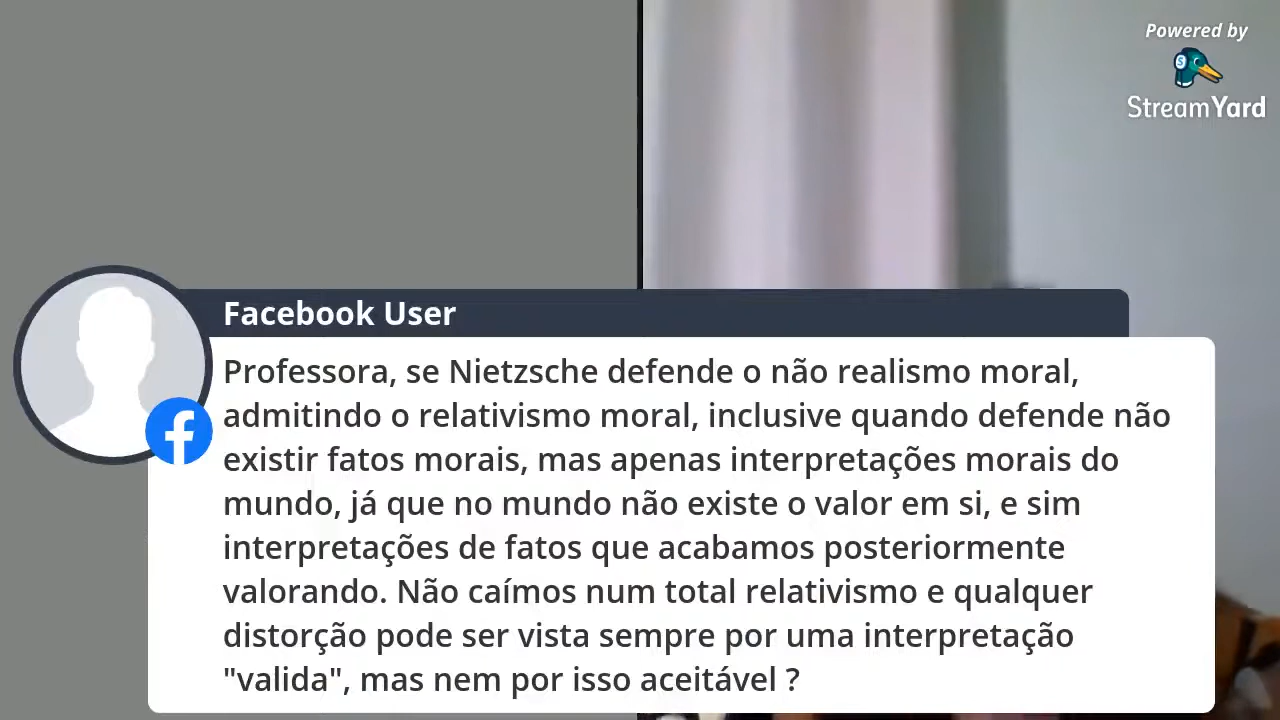 Powered by
StreamYard
Facebook User
Professora, se Nietzsche defende o não realismo moral,
admitindo o relativismo moral, inclusive quando defende não
existir fatos morais, mas apenas interpretações morais do
mundo, já que no mundo não existe o valor em si, e sim
interpretações de fatos que acabamos posteriormente
valorando. Não caímos num total relativismo e qualquer
distorção pode ser vista sempre por uma interpretação
"valida", mas nem por isso aceitável ?